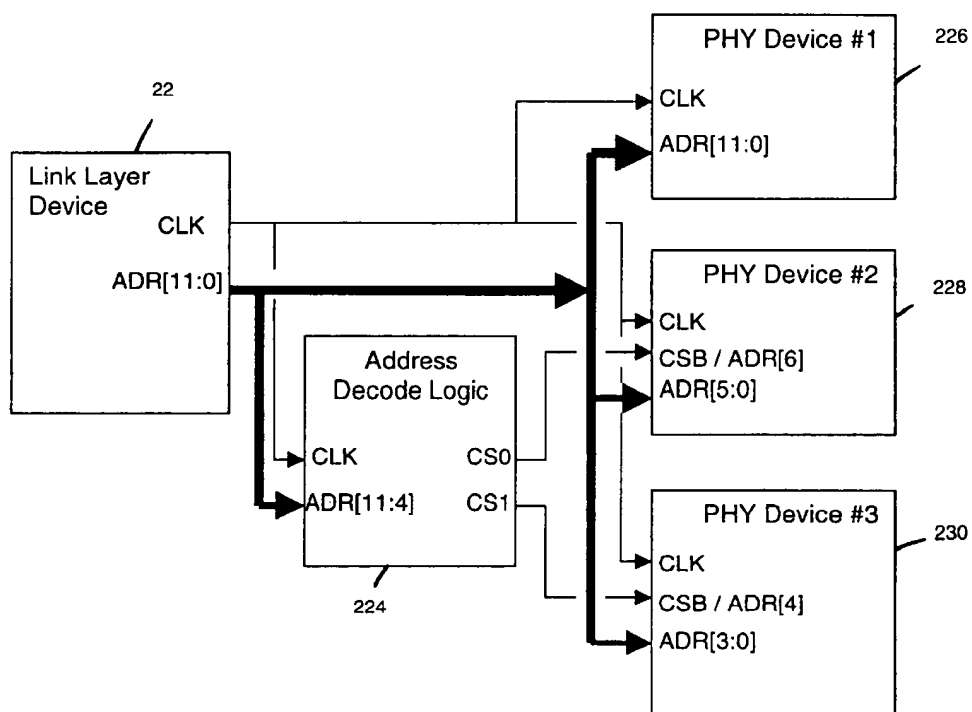 22
Link Layer
Device
CLK
ADR[11:0]
PHY Device #1
226
CLK
ADR[11:0]
PHY Device #2
228
CLK
CSB / ADR[6]
ADR[5:0]
Address
Decode Logic
CLK
CS0
ADR[11:4]
CS1
224
PHY Device #3
230
CLK
CSB / ADR[4]
ADR[3:0]